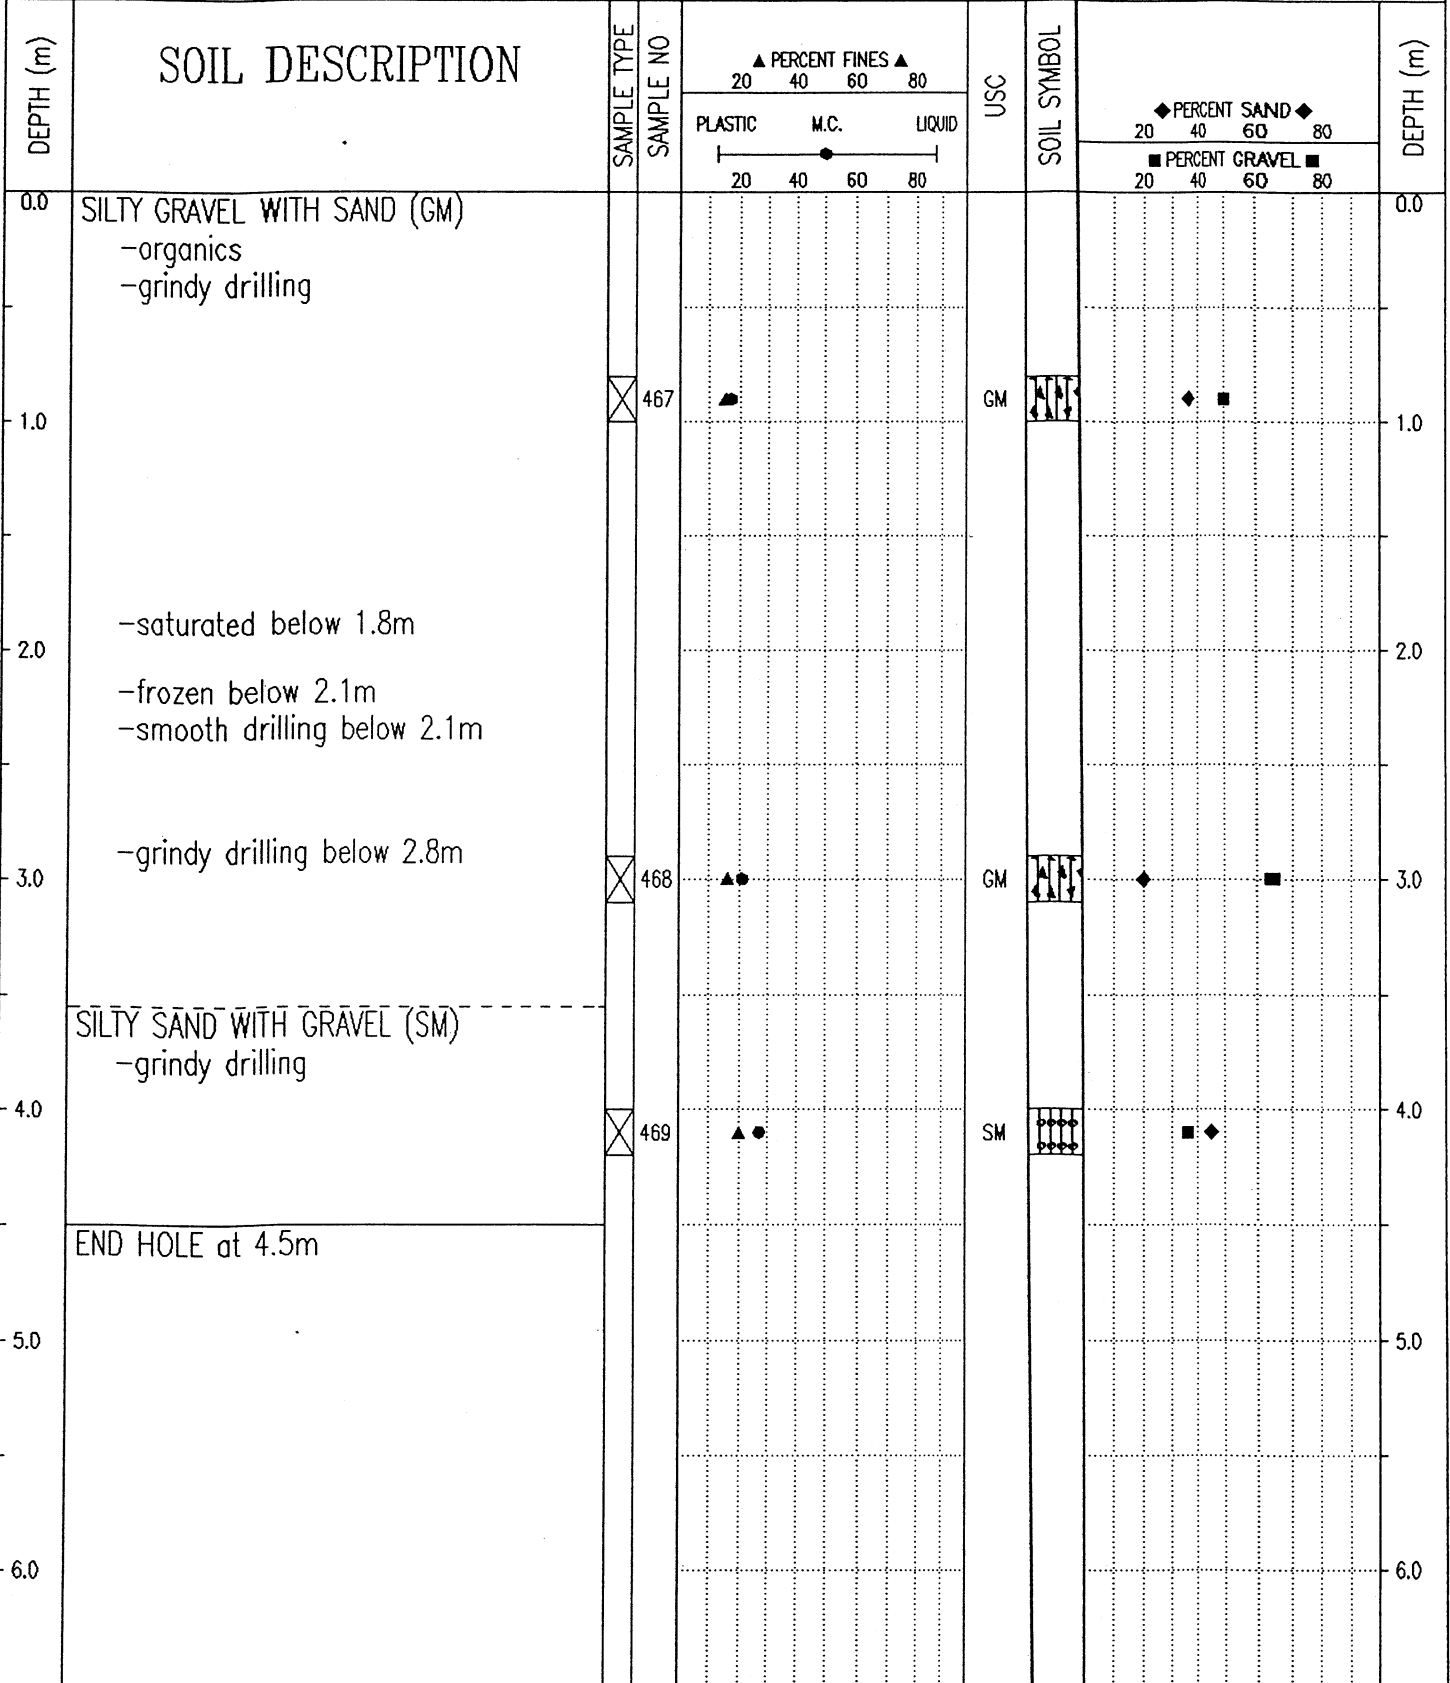 DEPTH (m)
SOIL DESCRIPTION
SAMPLE TYPE
SAMPLE NO
▲ PERCENT FINES ▲
20 40 60 80
PLASTIC M.C. LIQUID
20 40 60 80
USC
SOIL SYMBOL
◆ PERCENT SAND ◆
20 40 60 80
■ PERCENT GRAVEL ■
20 40 60 80
DEPTH (m)
0.0 SILTY GRAVEL WITH SAND (GM) 0.0
-organics
-grindy drilling
467 GM
1.0 1.0
-saturated below 1.8m
2.0 2.0
-frozen below 2.1m
-smooth drilling below 2.1m
-grindy drilling below 2.8m
3.0 468 GM 3.0
SILTY SAND WITH GRAVEL (SM)
-grindy drilling
4.0 4.0
469 SM
END HOLE at 4.5m
5.0 5.0
6.0 6.0